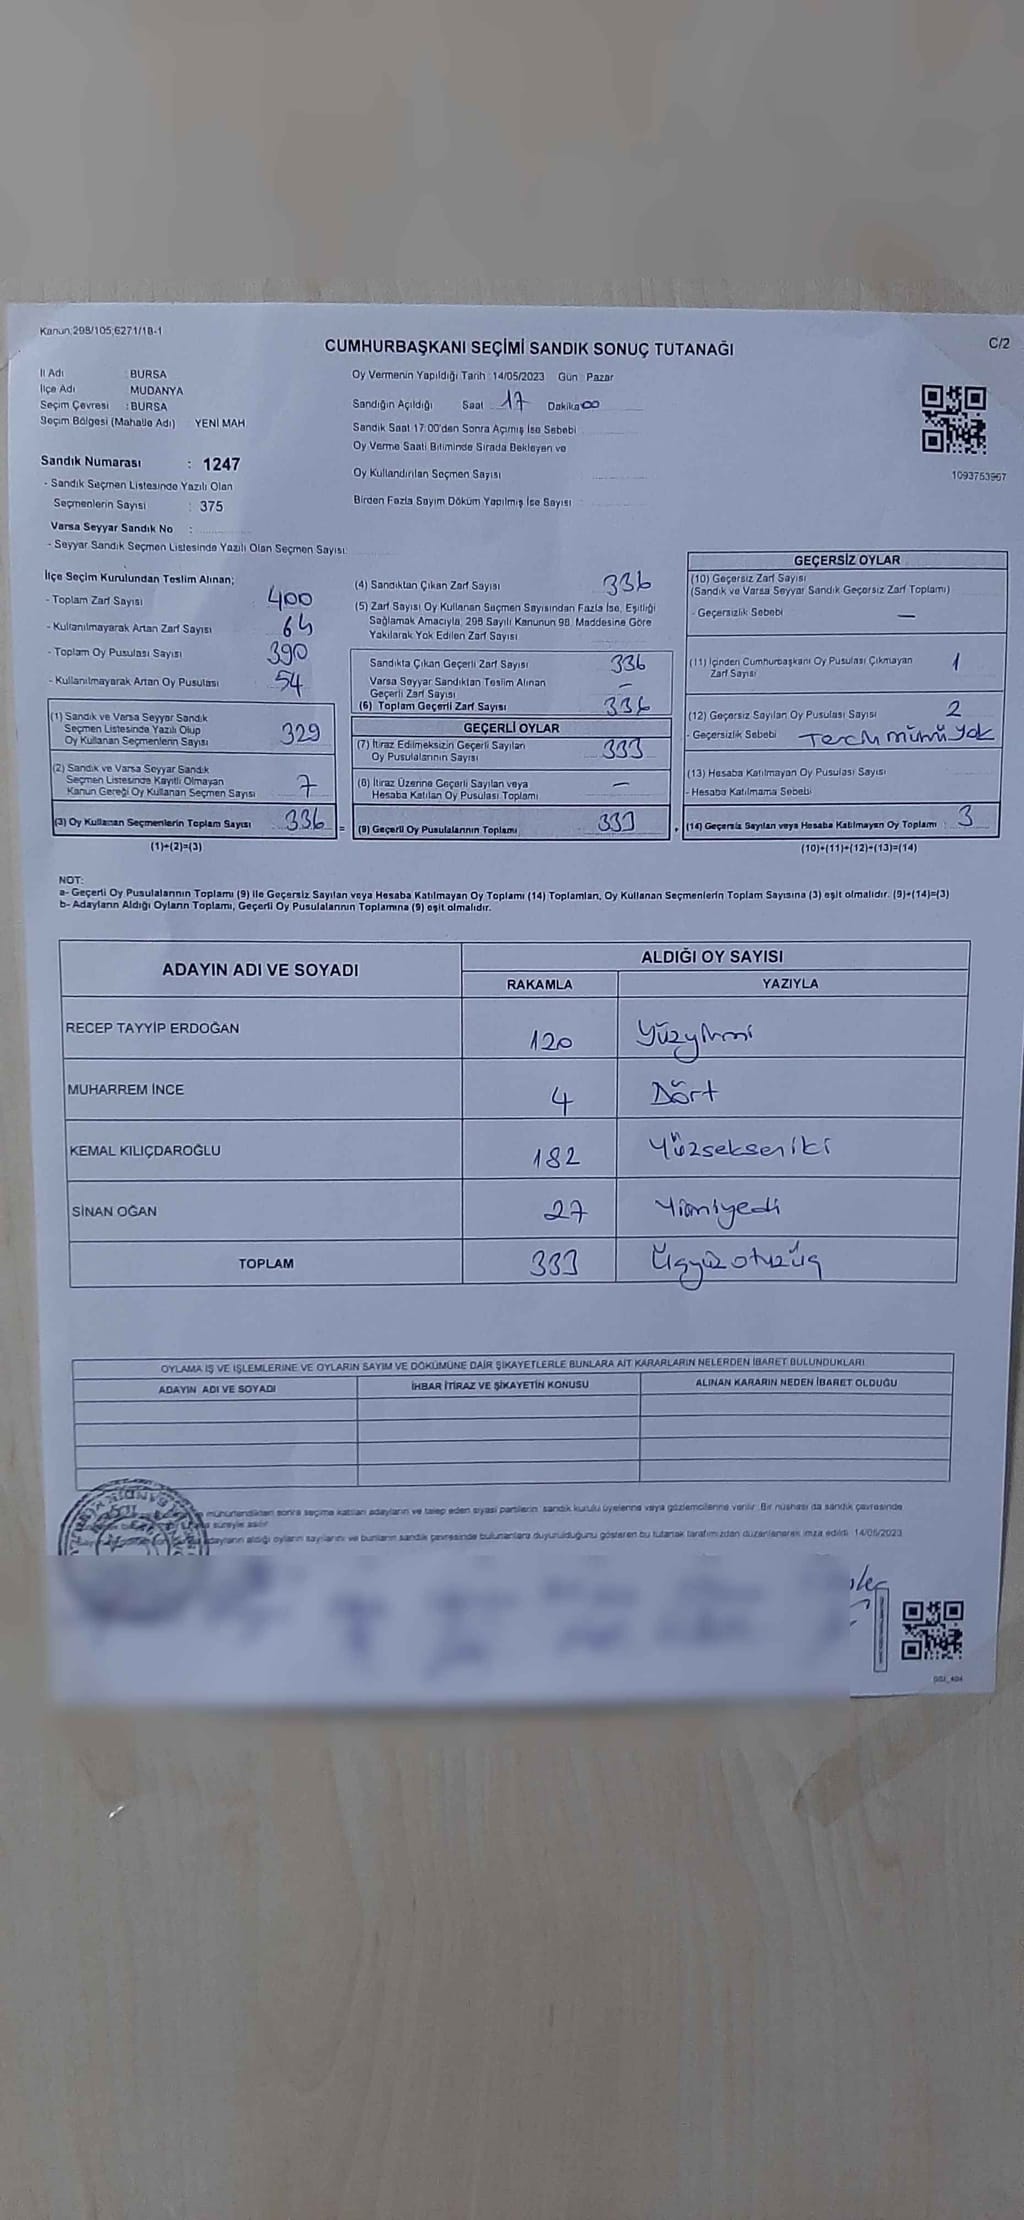 Kanun,298/105,6271/18-1
C/2
CUMHURBAŞKANI SEÇİMİ SANDIK SONUÇ TUTANAĞI
İl Adı : BURSA
İlçe Adı : MUDANYA
Seçim Çevresi : BURSA
Seçim Bölgesi (Mahalle Adı) YENİ MAH
Sandık Numarası : 1247
- Sandık Seçmen Listesinde Yazılı Olan
Seçmenlerin Sayısı : 375
Varsa Seyyar Sandık No :
- Seyyar Sandık Seçmen Listesinde Yazılı Olan Seçmen Sayısı:
Oy Vermenin Yapıldığı Tarih 14/05/2023 Gün : Pazar
Sandığın Açıldığı Saat 17 Dakika 00
Sandık Saat 17:00'den Sonra Açımış İse Sebebi
Oy Verme Saati Bitiminde Sırada Bekleyen ve
Oy Kullandırılan Seçmen Sayısı
Birden Fazla Sayım Döküm Yapılmış İse Sayısı :
1093753967
İlçe Seçim Kurulundan Teslim Alınan;
- Toplam Zarf Sayısı : 400
- Kullanılmayarak Artan Zarf Sayısı : 64
- Toplam Oy Pusulası Sayısı : 390
- Kullanılmayarak Artan Oy Pusulası : 54
(1) Sandık ve Varsa Seyyar Sandık
Seçmen Listesinde Yazılı Olup
Oy Kullanan Seçmenlerin Sayısı 329
(2) Sandık ve Varsa Seyyar Sandık
Seçmen Listesinde Kayıtlı Olmayan
Kanun Gereği Oy Kullanan Seçmen Sayısı 7
(3) Oy Kullanan Seçmenlerin Toplam Sayısı 336 =
(1)+(2)=(3)
(4) Sandıktan Çıkan Zarf Sayısı 336
(5) Zarf Sayısı Oy Kullanan Seçmen Sayısından Fazla İse, Eşitliği
Sağlamak Amacıyla, 298 Sayılı Kanunun 98. Maddesine Göre
Yakılarak Yok Edilen Zarf Sayısı
Sandıkta Çıkan Geçerli Zarf Sayısı 336
Varsa Seyyar Sandıktan Teslim Alınan
Geçerli Zarf Sayısı —
(6) Toplam Geçerli Zarf Sayısı 336
GEÇERLİ OYLAR
(7) İtiraz Edilmeksizin Geçerli Sayılan
Oy Pusulalarının Sayısı 333
(8) İtiraz Üzerine Geçerli Sayılan veya
Hesaba Katılan Oy Pusulası Toplamı —
(9) Geçerli Oy Pusulalarının Toplamı 333 +
GEÇERSİZ OYLAR
(10) Geçersiz Zarf Sayısı
(Sandık ve Varsa Seyyar Sandık Geçersiz Zarf Toplamı)
- Geçersizlik Sebebi —
(11) İçinden Cumhurbaşkanı Oy Pusulası Çıkmayan
Zarf Sayısı 1
(12) Geçersiz Sayılan Oy Pusulası Sayısı 2
- Geçersizlik Sebebi Tercih mührü yok
(13) Hesaba Katılmayan Oy Pusulası Sayısı
- Hesaba Katılmama Sebebi
(14) Geçersiz Sayılan veya Hesaba Katılmayan Oy Toplamı : 3
(10)+(11)+(12)+(13)=(14)
NOT:
a- Geçerli Oy Pusulalarının Toplamı (9) ile Geçersiz Sayılan veya Hesaba Katılmayan Oy Toplamı (14) Toplamları, Oy Kullanan Seçmenlerin Toplam Sayısına (3) eşit olmalıdır. (9)+(14)=(3)
b- Adayların Aldığı Oyların Toplamı, Geçerli Oy Pusulalarının Toplamına (9) eşit olmalıdır.
ADAYIN ADI VE SOYADI
ALDIĞI OY SAYISI
RAKAMLA YAZIYLA
RECEP TAYYİP ERDOĞAN 120 Yüzyirmi
MUHARREM İNCE 4 Dört
KEMAL KILIÇDAROĞLU 182 Yüzsekseniki
SİNAN OĞAN 27 Yirmiyedi
TOPLAM 333 Üçyüzotuzüç
OYLAMA İŞ VE İŞLEMLERİNE VE OYLARIN SAYIM VE DÖKÜMÜNE DAİR ŞİKAYETLERLE BUNLARA AİT KARARLARIN NELERDEN İBARET BULUNDUKLARI
ADAYIN ADI VE SOYADI İHBAR İTİRAZ VE ŞİKAYETİN KONUSU ALINAN KARARIN NEDEN İBARET OLDUĞU
mühürlendikten sonra seçime katılan adayların ve talep eden siyasi partilerin sandık kurulu üyelerine veya gözlemcilerine verilir. Bir nüshası da sandık çevresinde
süreyle asılır.
adayların aldığı oyların sayılarını ve bunların sandık çevresinde bulunanlara duyurulduğunu gösteren bu tutanak tarafımızdan düzenlenerek imza edildi. 14/05/2023